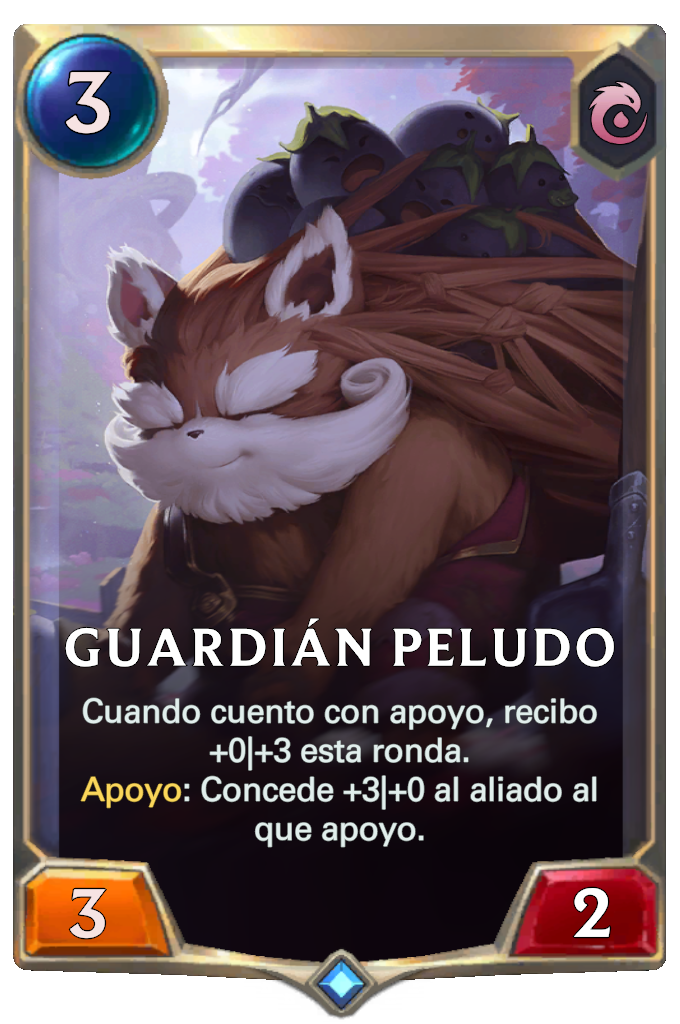 3
GUARDIÁN PELUDO
Cuando cuento con apoyo, recibo
+0|+3 esta ronda.
Apoyo: Concede +3|+0 al aliado al
que apoyo.
3
2